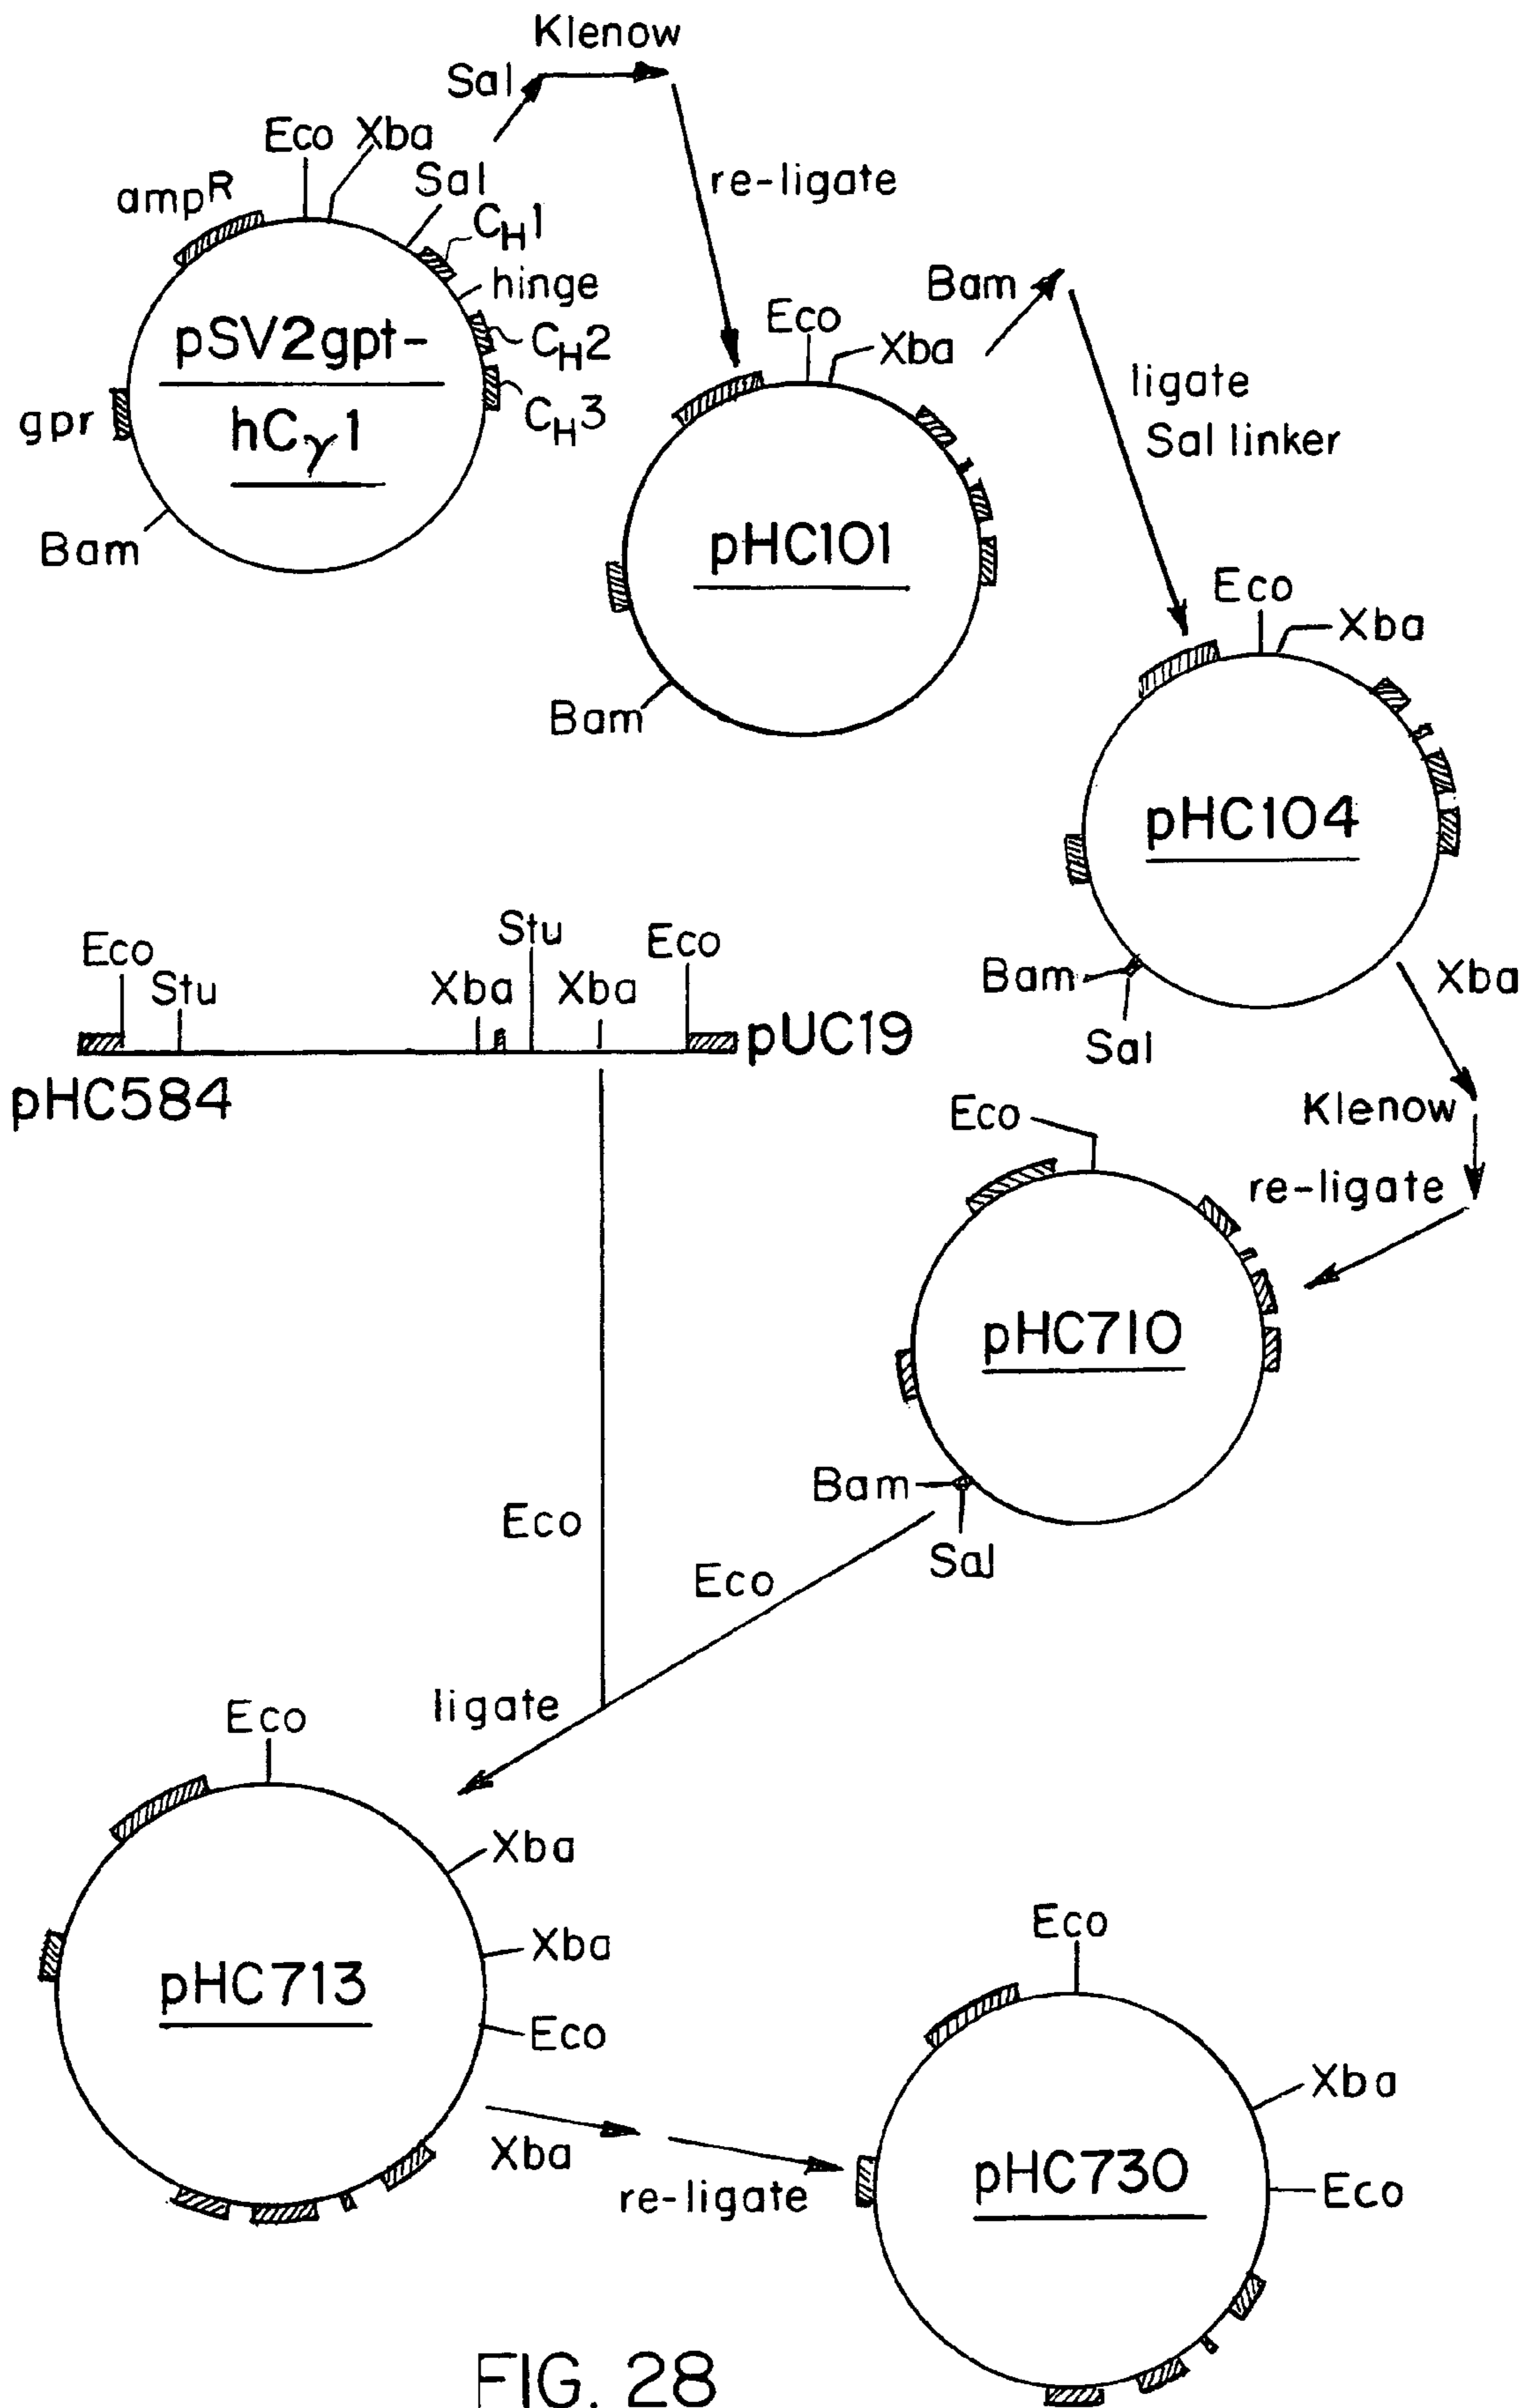 Klenow
Sal
Eco Xba
ampR
Sal
re-ligate
CH1
hinge
CH2
CH3
pSV2gpt-
hCγ1
gpr
Bam
Bam
Eco
Xba
ligate
Sal linker
pHC101
Bam
Eco
Xba
pHC104
Bam
Sal
Xba
Eco
Stu
Xba
Stu
Xba
Eco
pUC19
pHC584
Klenow
re-ligate
Eco
pHC710
Bam
Sal
Eco
Eco
ligate
Eco
Xba
Xba
Eco
pHC713
Xba
re-ligate
Eco
Xba
Eco
pHC730
FIG. 28